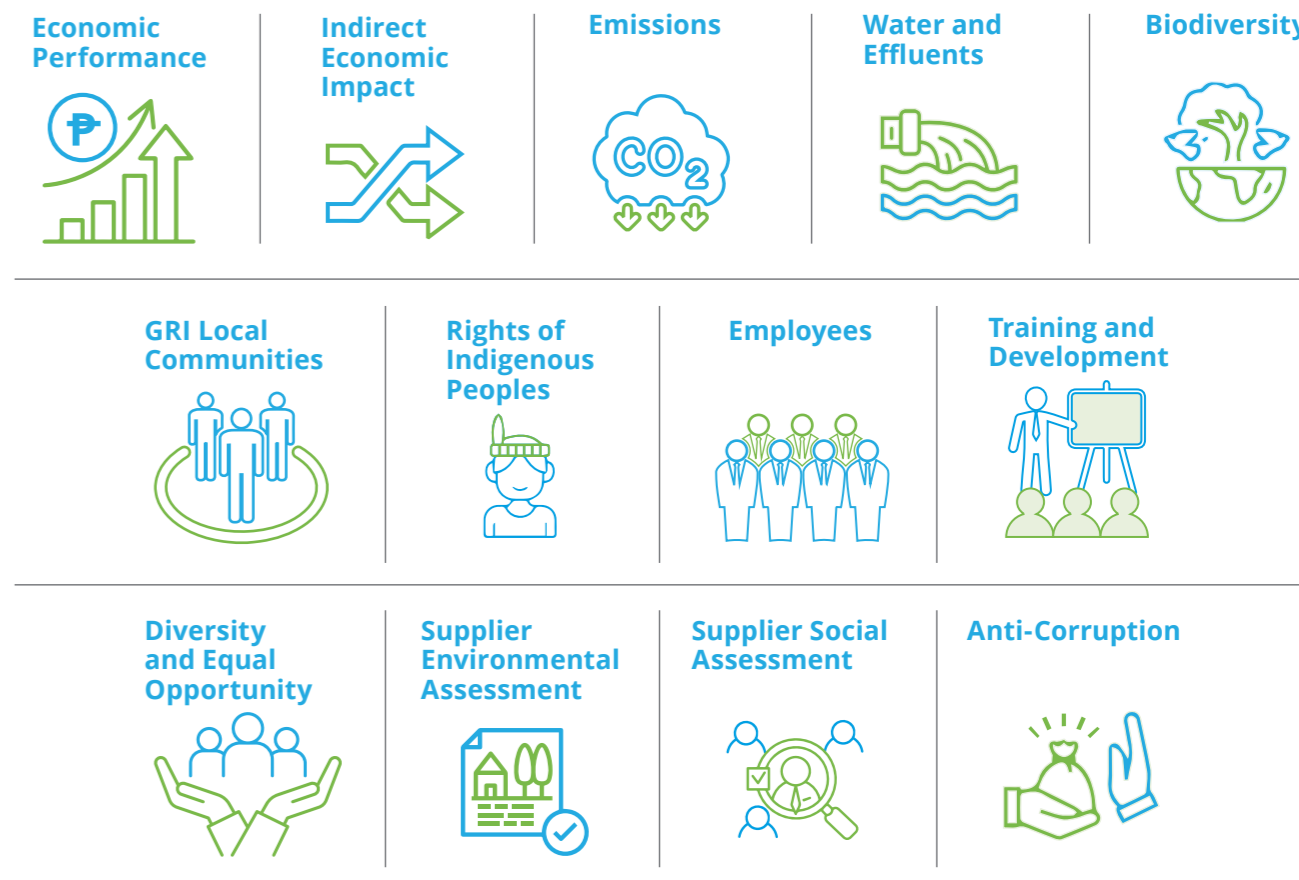 Economic
Performance
Indirect
Economic
Impact
Emissions
Water and
Effluents
Biodiversity
₱
CO2
GRI Local
Communities
Rights of
Indigenous
Peoples
Employees
Training and
Development
Diversity
and Equal
Opportunity
Supplier
Environmental
Assessment
Supplier Social
Assessment
Anti-Corruption